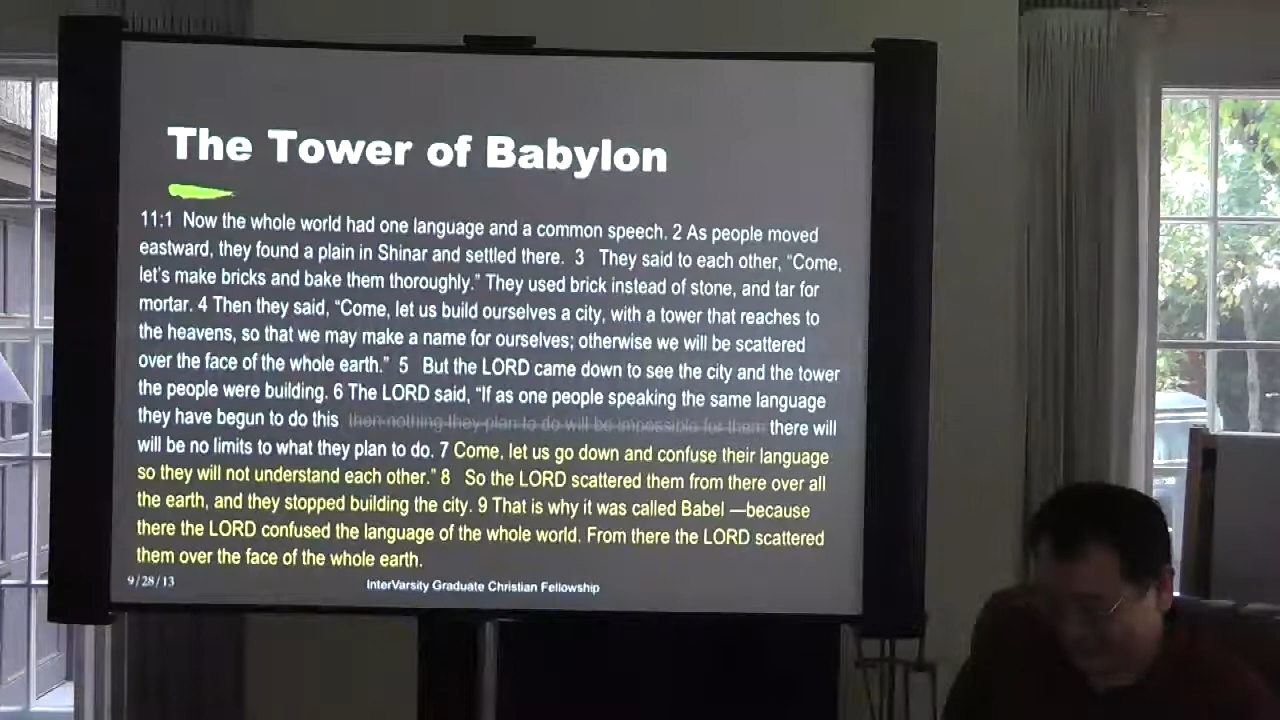 The Tower of Babylon
11:1 Now the whole world had one language and a common speech. 2 As people moved
eastward, they found a plain in Shinar and settled there. 3 They said to each other, “Come,
let's make bricks and bake them thoroughly.” They used brick instead of stone, and tar for
mortar. 4 Then they said, “Come, let us build ourselves a city, with a tower that reaches to
the heavens, so that we may make a name for ourselves; otherwise we will be scattered
over the face of the whole earth.” 5 But the LORD came down to see the city and the tower
the people were building. 6 The LORD said, “If as one people speaking the same language
they have begun to do this then nothing they plan to do will be impossible for them there will
will be no limits to what they plan to do. 7 Come, let us go down and confuse their language
so they will not understand each other.” 8 So the LORD scattered them from there over all
the earth, and they stopped building the city. 9 That is why it was called Babel —because
there the LORD confused the language of the whole world. From there the LORD scattered
them over the face of the whole earth.
9/28/13
InterVarsity Graduate Christian Fellowship